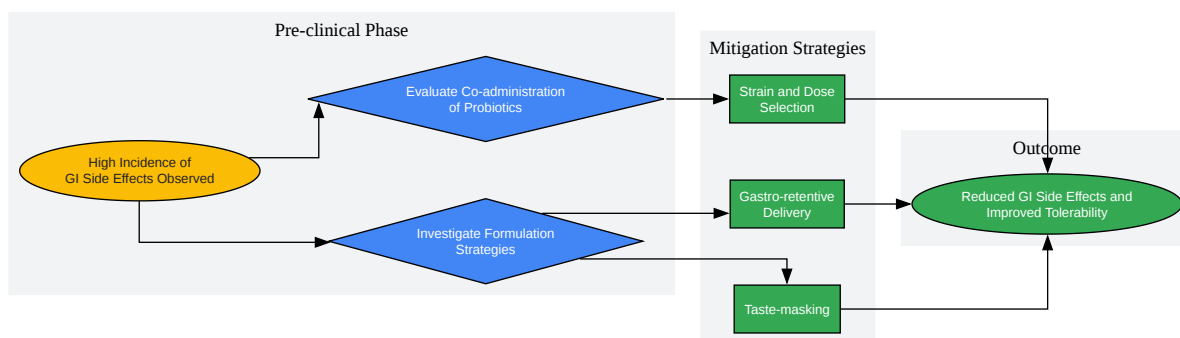 Pre-clinical Phase
Evaluate Co-administration
of Probiotics
High Incidence of
GI Side Effects Observed
Investigate Formulation
Strategies
Mitigation Strategies
Strain and Dose
Selection
Gastro-retentive
Delivery
Taste-masking
Outcome
Reduced GI Side Effects and
Improved Tolerability